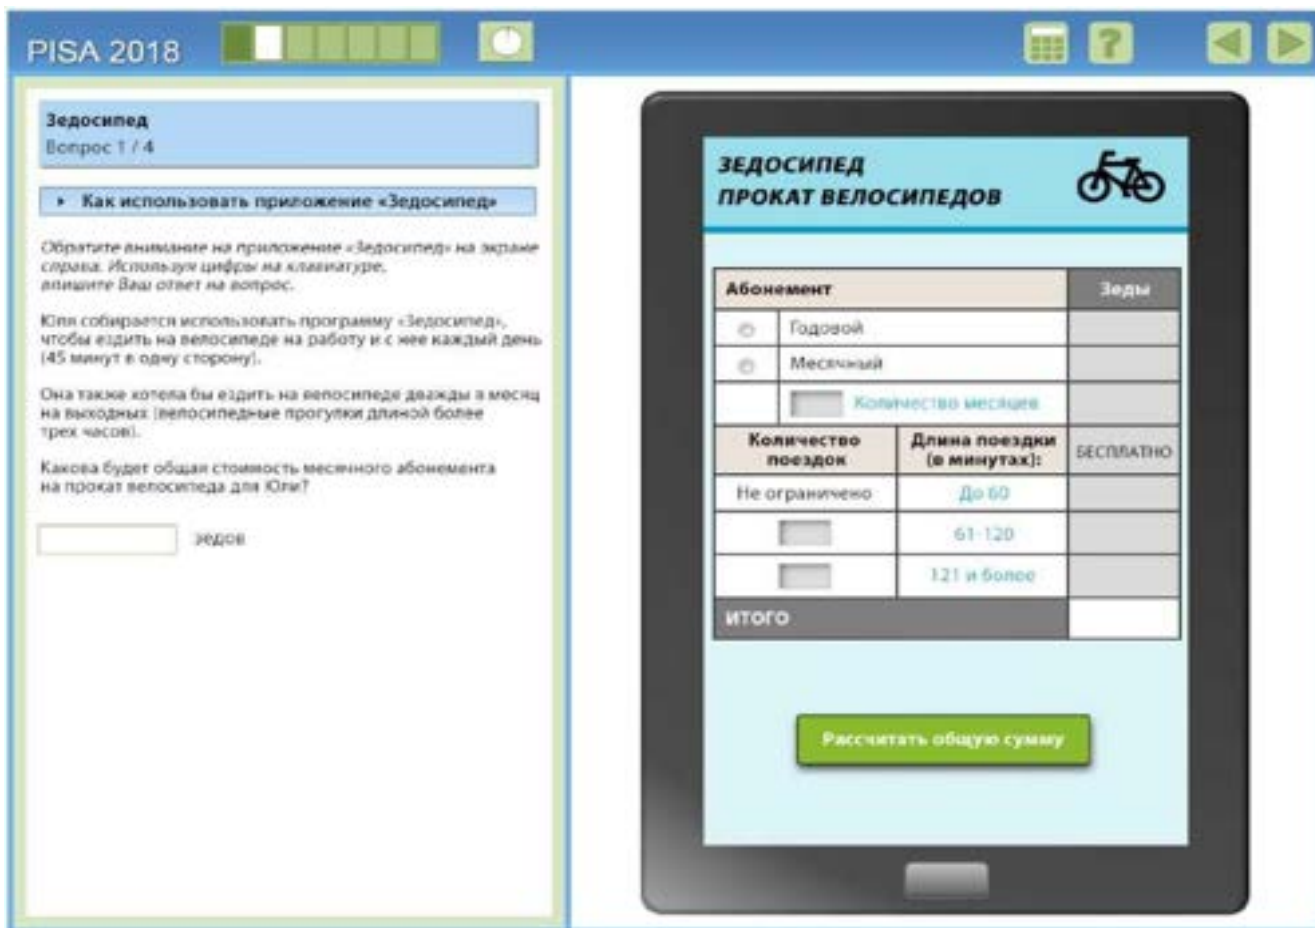 PISA 2018
?
Зедосипед
Вопрос 1 / 4
Как использовать приложение «Зедосипед»
Обратите внимание на приложение «Зедосипед» на экране
справа. Используя цифры на клавиатуре,
впишите Ваш ответ на вопрос.
Юля собирается использовать программу «Зедосипед»,
чтобы ездить на велосипеде на работу и с нее каждый день
(45 минут в одну сторону).
Она также хотела бы ездить на велосипеде дважды в месяц
на выходных (велосипедные прогулки длиной более
трех часов).
Какова будет общая стоимость месячного абонемента
на прокат велосипеда для Юли?
зедов
ЗЕДОСИПЕД
ПРОКАТ ВЕЛОСИПЕДОВ
Абонемент Зеды
Годовой
Месячный
Количество месяцев
Количество поездок Длина поездки (в минутах): БЕСПЛАТНО
Не ограничено До 60
61-120
121 и более
ИТОГО
Рассчитать общую сумму